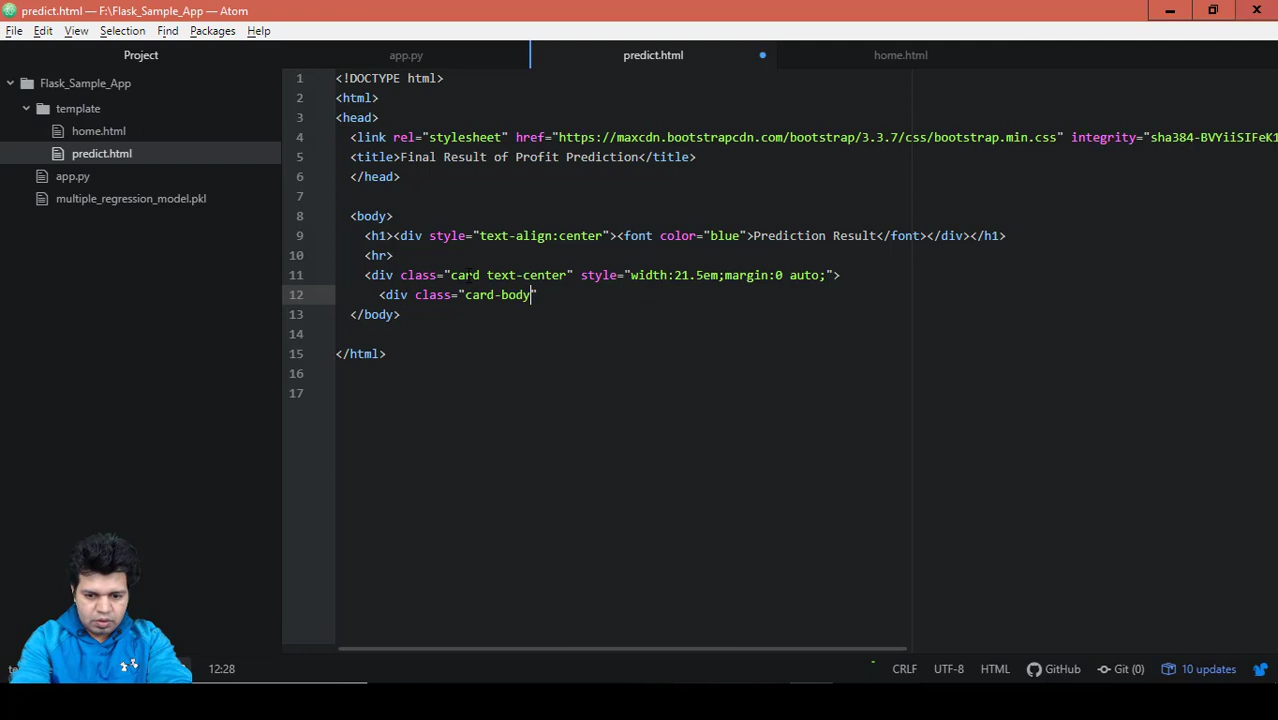 predict.html — F:\Flask_Sample_App — Atom
File Edit View Selection Find Packages Help
Project
app.py
predict.html
home.html
Flask_Sample_App
template
home.html
predict.html
app.py
multiple_regression_model.pkl
1 <!DOCTYPE html>
2 <html>
3 <head>
4 <link rel="stylesheet" href="https://maxcdn.bootstrapcdn.com/bootstrap/3.3.7/css/bootstrap.min.css" integrity="sha384-BVYiiSIFeK1
5 <title>Final Result of Profit Prediction</title>
6 </head>
7
8 <body>
9 <h1><div style="text-align:center"><font color="blue">Prediction Result</font></div></h1>
10 <hr>
11 <div class="card text-center" style="width:21.5em;margin:0 auto;">
12 <div class="card-body"
13 </body>
14
15 </html>
16
17
12:28
CRLF UTF-8 HTML GitHub Git (0) 10 updates